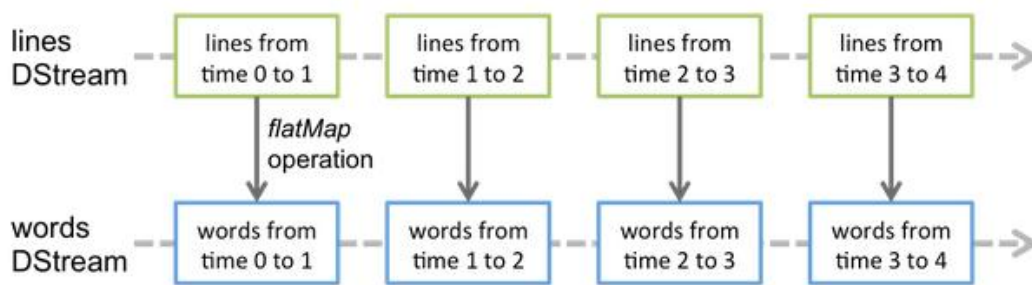 lines
DStream
lines from
time 0 to 1
lines from
time 1 to 2
lines from
time 2 to 3
lines from
time 3 to 4
flatMap
operation
words
DStream
words from
time 0 to 1
words from
time 1 to 2
words from
time 2 to 3
words from
time 3 to 4